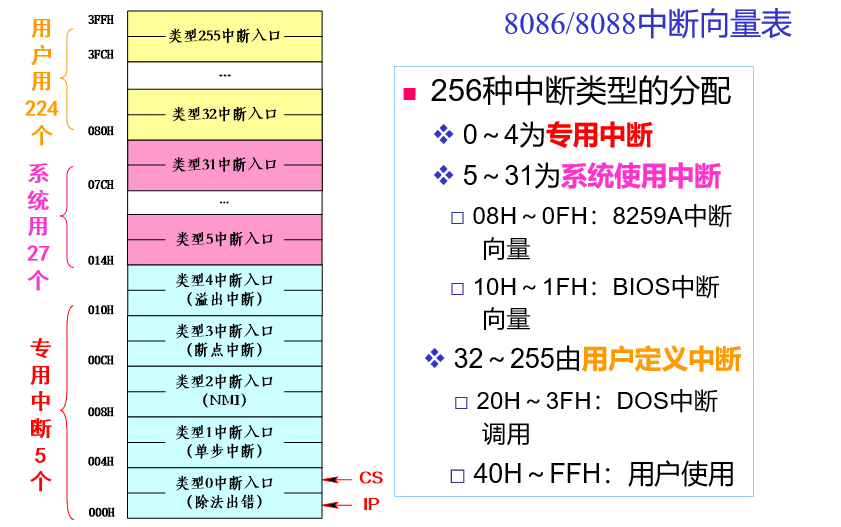 8086/8088中断向量表
用户用224个
系统用27个
专用中断5个
3FFH
类型255中断入口
3FCH
…
类型32中断入口
080H
类型31中断入口
07CH
…
类型5中断入口
014H
类型4中断入口
（溢出中断）
010H
类型3中断入口
（断点中断）
00CH
类型2中断入口
（NMI）
008H
类型1中断入口
（单步中断）
004H
类型0中断入口
（除法出错）
000H
CS
IP
256种中断类型的分配
0～4为专用中断
5～31为系统使用中断
08H～0FH：8259A中断
向量
10H～1FH：BIOS中断
向量
32～255由用户定义中断
20H～3FH：DOS中断
调用
40H～FFH：用户使用